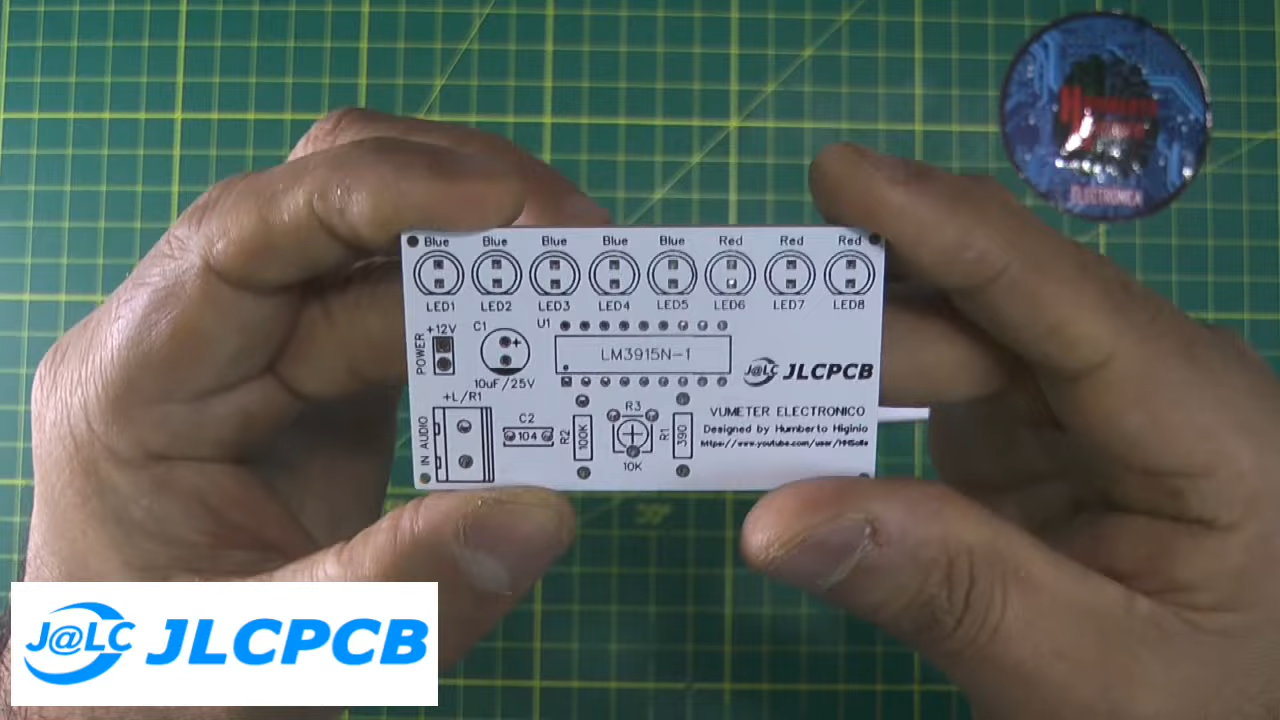 Blue Blue Blue Blue Blue Red Red Red
LED1 LED2 LED3 LED4 LED5 LED6 LED7 LED8
+12V
POWER
C1
+
10uF/25V
U1
LM3915N-1
J@LC JLCPCB
+L/R1
IN AUDIO
C2
104
R2
100K
R3
10K
R1
390
VUMETER ELECTRONICO
Designed by Humberto Higinio
ELECTRONICA
J@LC JLCPCB